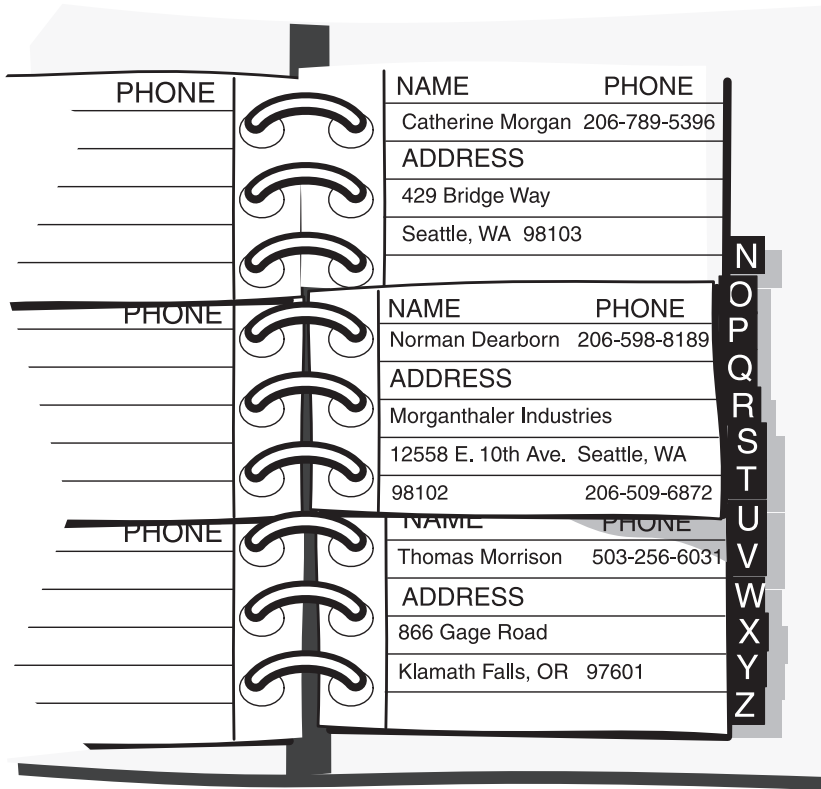 PHONE
NAME PHONE
Catherine Morgan 206-789-5396
ADDRESS
429 Bridge Way
Seattle, WA 98103
PHONE
NAME PHONE
Norman Dearborn 206-598-8189
ADDRESS
Morganthaler Industries
12558 E. 10th Ave. Seattle, WA
98102 206-509-6872
PHONE
NAME PHONE
Thomas Morrison 503-256-6031
ADDRESS
866 Gage Road
Klamath Falls, OR 97601
N
O
P
Q
R
S
T
U
V
W
X
Y
Z